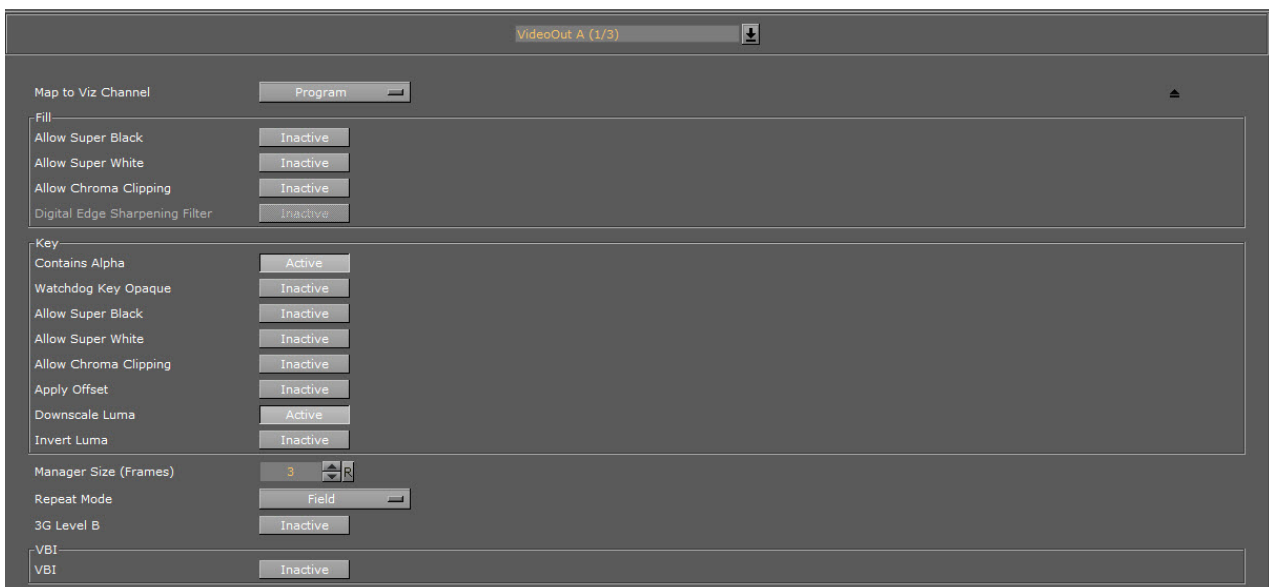 VideoOut A (1/3)
Map to Viz Channel Program
Fill
Allow Super Black Inactive
Allow Super White Inactive
Allow Chroma Clipping Inactive
Digital Edge Sharpening Filter Inactive
Key
Contains Alpha Active
Watchdog Key Opaque Inactive
Allow Super Black Inactive
Allow Super White Inactive
Allow Chroma Clipping Inactive
Apply Offset Inactive
Downscale Luma Active
Invert Luma Inactive
Manager Size (Frames) 3 R
Repeat Mode Field
3G Level B Inactive
VBI
VBI Inactive